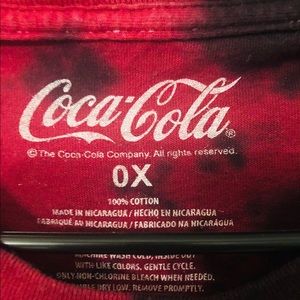 Coca-Cola®
© The Coca-Cola Company. All rights reserved.
0X
100% COTTON
MADE IN NICARAGUA / HECHO EN NICARAGUA
FABRIQUÉ AU NICARAGUA / FABRICADO NA NICARÁGUA
MACHINE WASH COLD, INSIDE OUT
WITH LIKE COLORS. GENTLE CYCLE.
ONLY NON-CHLORINE BLEACH WHEN NEEDED.
TUMBLE DRY LOW. REMOVE PROMPTLY.